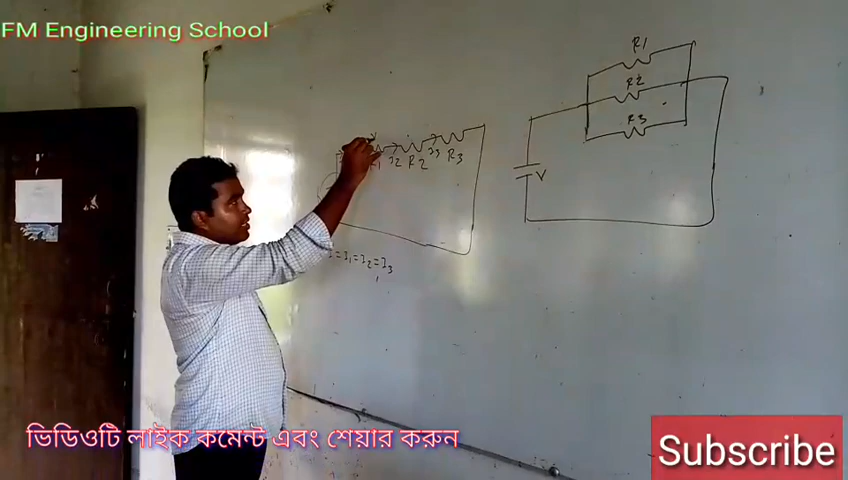 FM Engineering School
R1
R2
R3
V
I2 R2 I3 R3
I=I1=I2=I3
ভিডিওটি লাইক কমেন্ট এবং শেয়ার করুন
Subscribe